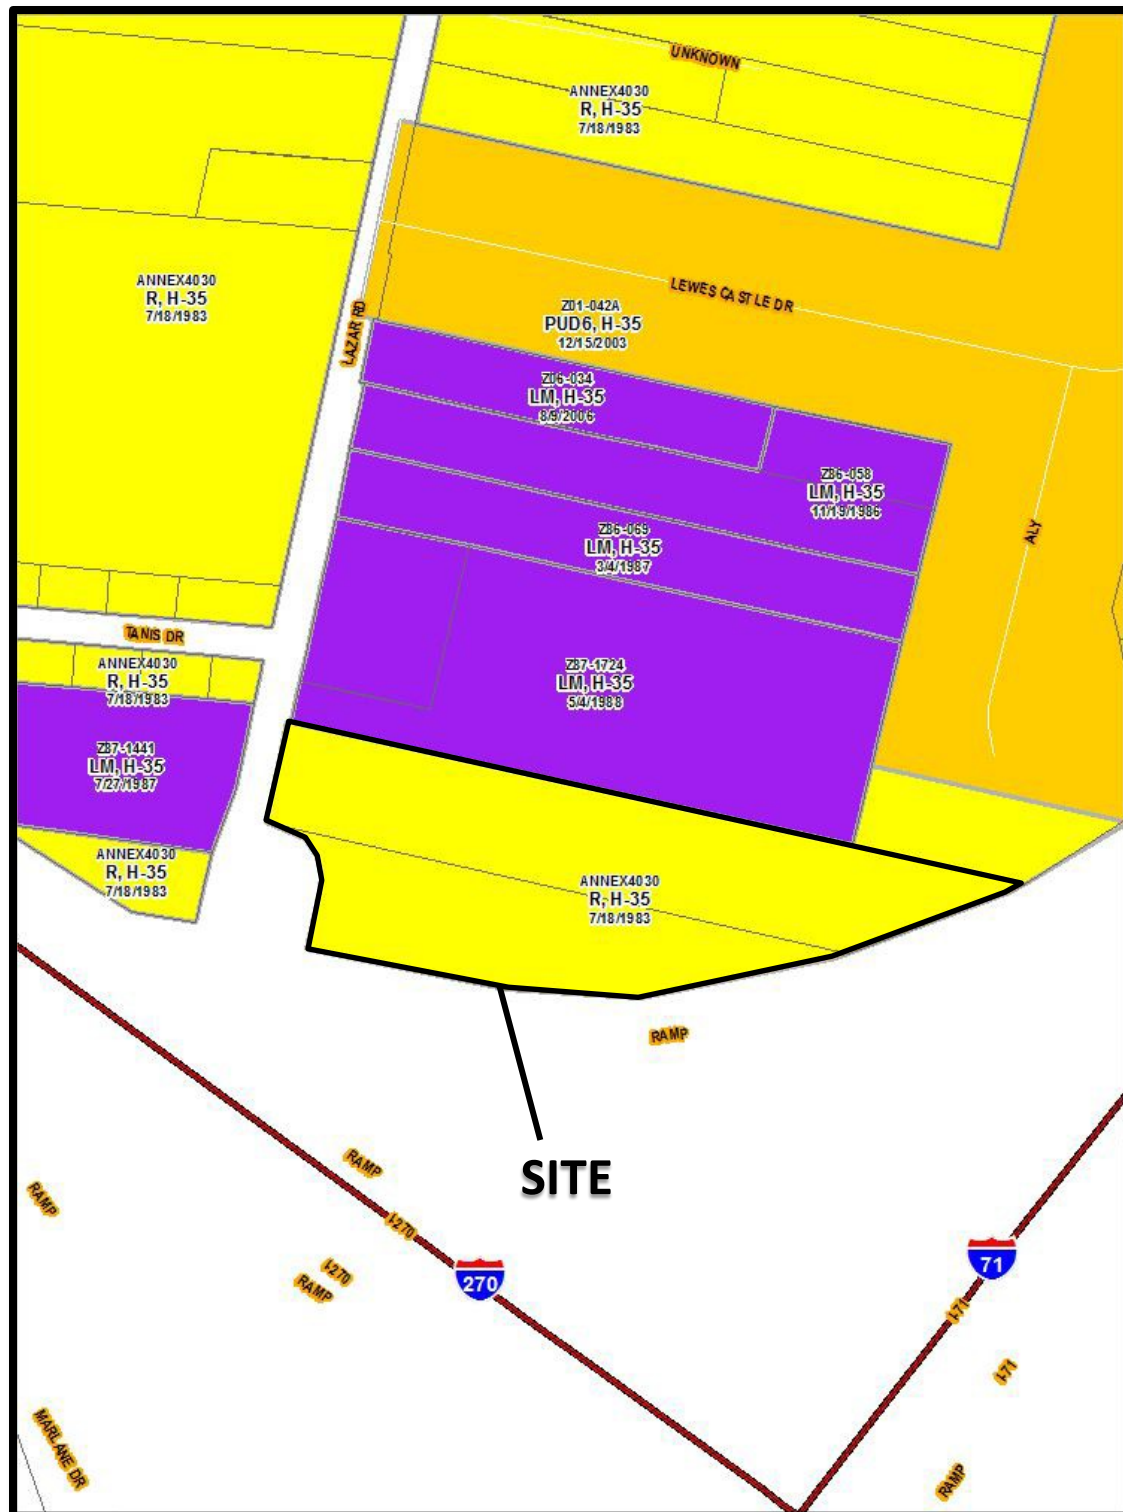 UNKNOWN
ANNEX4030
R, H-35
7/18/1983
ANNEX4030
R, H-35
7/18/1983
LEWES CASTLE DR
Z01-042A
PUD6, H-35
12/15/2003
LAZAR RD
Z06-034
LM, H-35
8/9/2006
Z86-058
LM, H-35
11/19/1986
Z86-069
LM, H-35
3/4/1987
ALY
TANIS DR
ANNEX4030
R, H-35
7/18/1983
Z87-1724
LM, H-35
5/4/1988
Z87-1441
LM, H-35
7/27/1987
ANNEX4030
R, H-35
7/18/1983
ANNEX4030
R, H-35
7/18/1983
RAMP
SITE
RAMP
RAMP
I-270
I-270
RAMP
270
71
I-71
I-71
MARLANE DR
RAMP